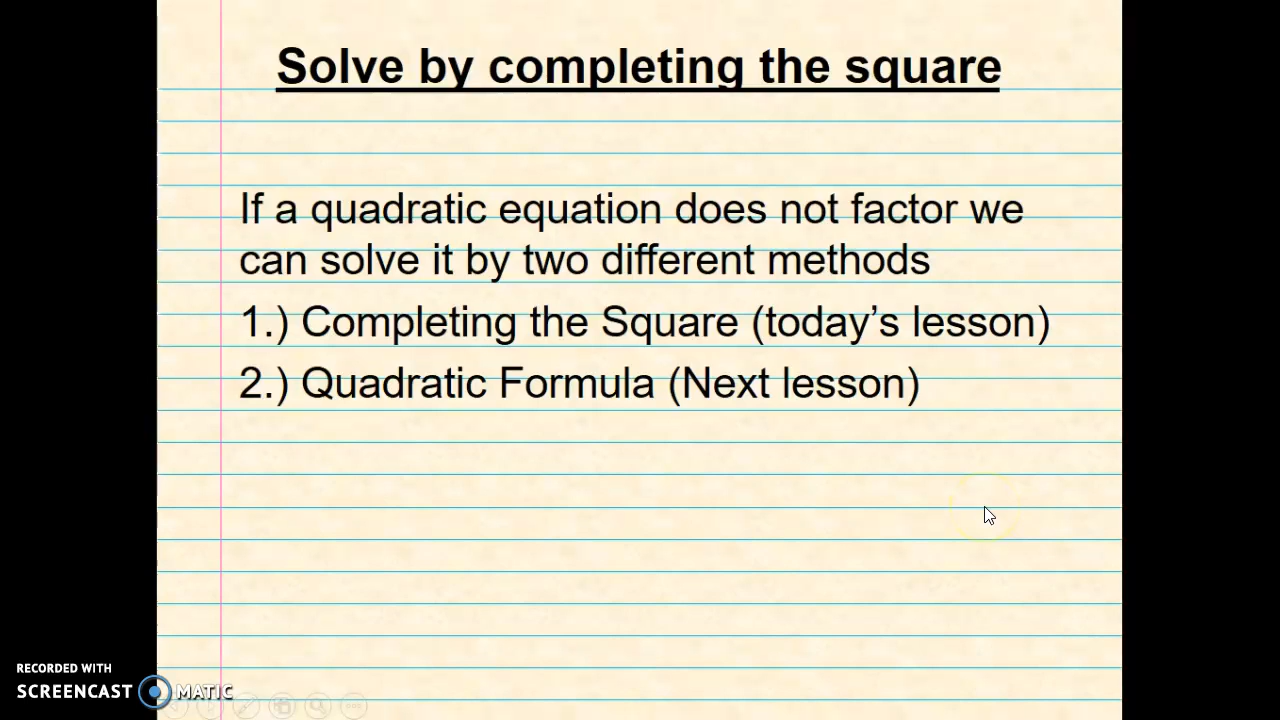 Solve by completing the square
If a quadratic equation does not factor we
can solve it by two different methods
1.) Completing the Square (today’s lesson)
2.) Quadratic Formula (Next lesson)
RECORDED WITH
SCREENCAST MATIC